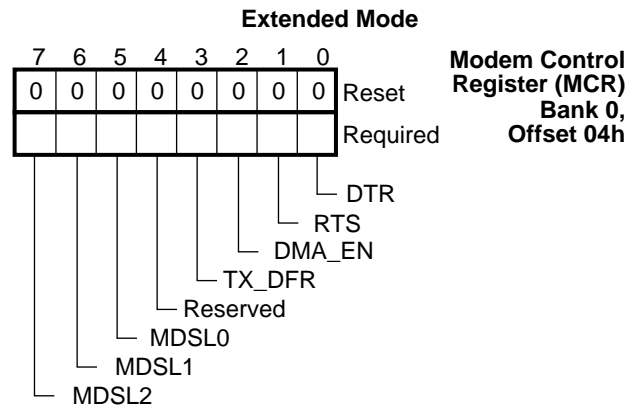 Extended Mode
7 6 5 4 3 2 1 0
Modem Control
Register (MCR)
Bank 0,
Offset 04h
0 0 0 0 0 0 0 0 Reset
Required
DTR
RTS
DMA_EN
TX_DFR
Reserved
MDSL0
MDSL1
MDSL2